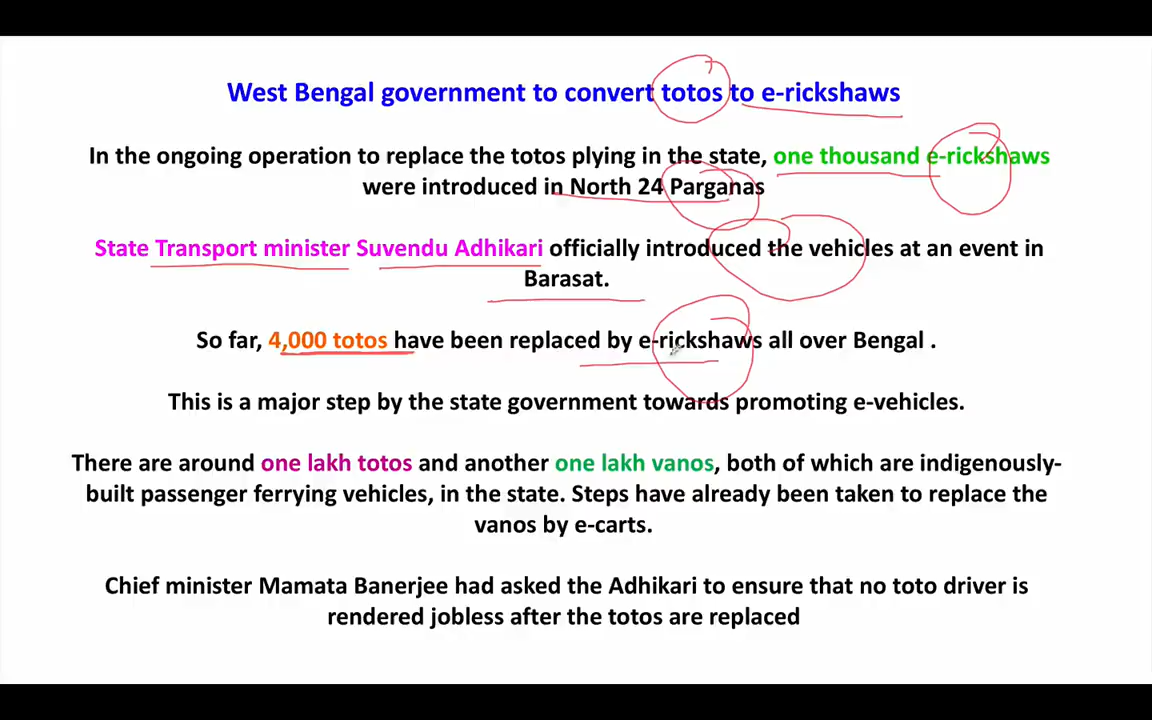 West Bengal government to convert totos to e-rickshaws
In the ongoing operation to replace the totos plying in the state, one thousand e-rickshaws
were introduced in North 24 Parganas
State Transport minister Suvendu Adhikari officially introduced the vehicles at an event in
Barasat.
So far, 4,000 totos have been replaced by e-rickshaws all over Bengal .
This is a major step by the state government towards promoting e-vehicles.
There are around one lakh totos and another one lakh vanos, both of which are indigenously-
built passenger ferrying vehicles, in the state. Steps have already been taken to replace the
vanos by e-carts.
Chief minister Mamata Banerjee had asked the Adhikari to ensure that no toto driver is
rendered jobless after the totos are replaced